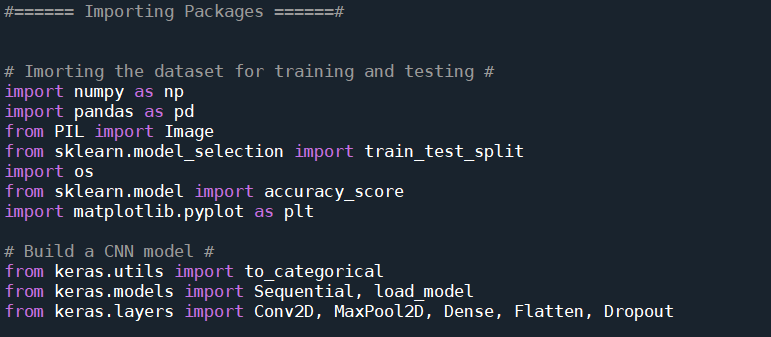 #====== Importing Packages ======#
# Imorting the dataset for training and testing #
import numpy as np
import pandas as pd
from PIL import Image
from sklearn.model_selection import train_test_split
import os
from sklearn.model import accuracy_score
import matplotlib.pyplot as plt
# Build a CNN model #
from keras.utils import to_categorical
from keras.models import Sequential, load_model
from keras.layers import Conv2D, MaxPool2D, Dense, Flatten, Dropout